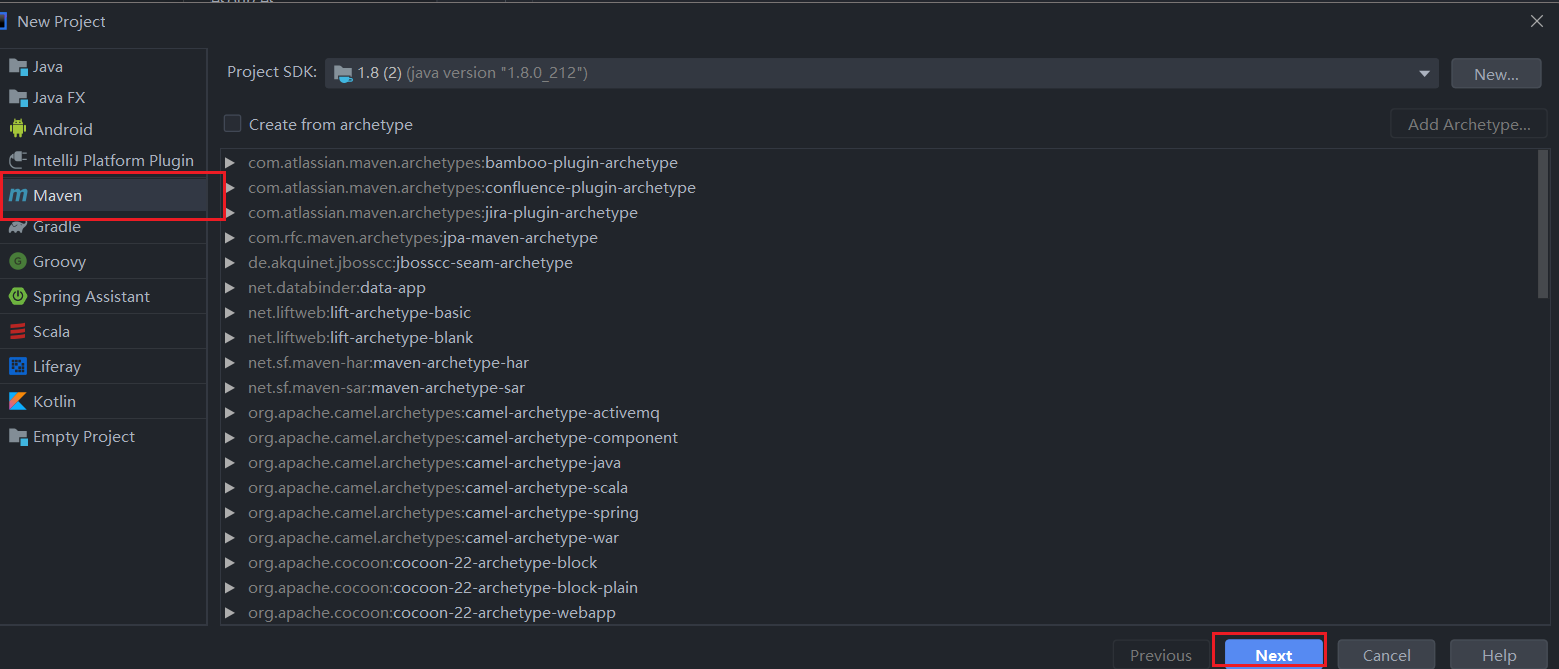 New Project
Java
Java FX
Android
IntelliJ Platform Plugin
m Maven
Gradle
G Groovy
Spring Assistant
Scala
Liferay
Kotlin
Empty Project
Project SDK: 1.8 (2) (java version "1.8.0_212") New...
Create from archetype Add Archetype...
com.atlassian.maven.archetypes:bamboo-plugin-archetype
com.atlassian.maven.archetypes:confluence-plugin-archetype
com.atlassian.maven.archetypes:jira-plugin-archetype
com.rfc.maven.archetypes:jpa-maven-archetype
de.akquinet.jbosscc:jbosscc-seam-archetype
net.databinder:data-app
net.liftweb:lift-archetype-basic
net.liftweb:lift-archetype-blank
net.sf.maven-har:maven-archetype-har
net.sf.maven-sar:maven-archetype-sar
org.apache.camel.archetypes:camel-archetype-activemq
org.apache.camel.archetypes:camel-archetype-component
org.apache.camel.archetypes:camel-archetype-java
org.apache.camel.archetypes:camel-archetype-scala
org.apache.camel.archetypes:camel-archetype-spring
org.apache.camel.archetypes:camel-archetype-war
org.apache.cocoon:cocoon-22-archetype-block
org.apache.cocoon:cocoon-22-archetype-block-plain
org.apache.cocoon:cocoon-22-archetype-webapp
Previous Next Cancel Help